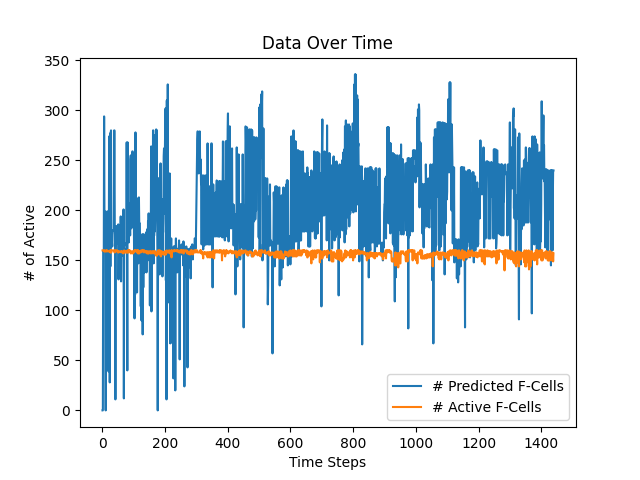 Data Over Time
350
300
250
200
150
100
50
0
# of Active
0 200 400 600 800 1000 1200 1400
Time Steps
# Predicted F-Cells
# Active F-Cells